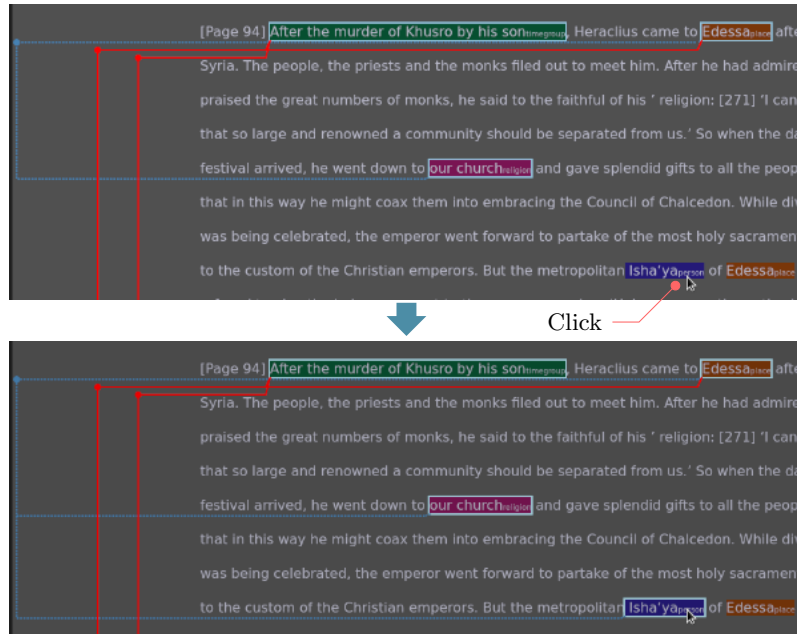 [Page 94] After the murder of Khusro by his son timegroup, Heraclius came to Edessa place afte
Syria. The people, the priests and the monks filed out to meet him. After he had admire
praised the great numbers of monks, he said to the faithful of his ' religion: [271] 'I can
that so large and renowned a community should be separated from us.' So when the da
festival arrived, he went down to our church religion and gave splendid gifts to all the peop
that in this way he might coax them into embracing the Council of Chalcedon. While div
was being celebrated, the emperor went forward to partake of the most holy sacramen
to the custom of the Christian emperors. But the metropolitan Isha'ya person of Edessa place
Click
[Page 94] After the murder of Khusro by his son timegroup, Heraclius came to Edessa place afte
Syria. The people, the priests and the monks filed out to meet him. After he had admire
praised the great numbers of monks, he said to the faithful of his ' religion: [271] 'I can
that so large and renowned a community should be separated from us.' So when the da
festival arrived, he went down to our church religion and gave splendid gifts to all the peop
that in this way he might coax them into embracing the Council of Chalcedon. While div
was being celebrated, the emperor went forward to partake of the most holy sacramen
to the custom of the Christian emperors. But the metropolitan Isha'ya person of Edessa place